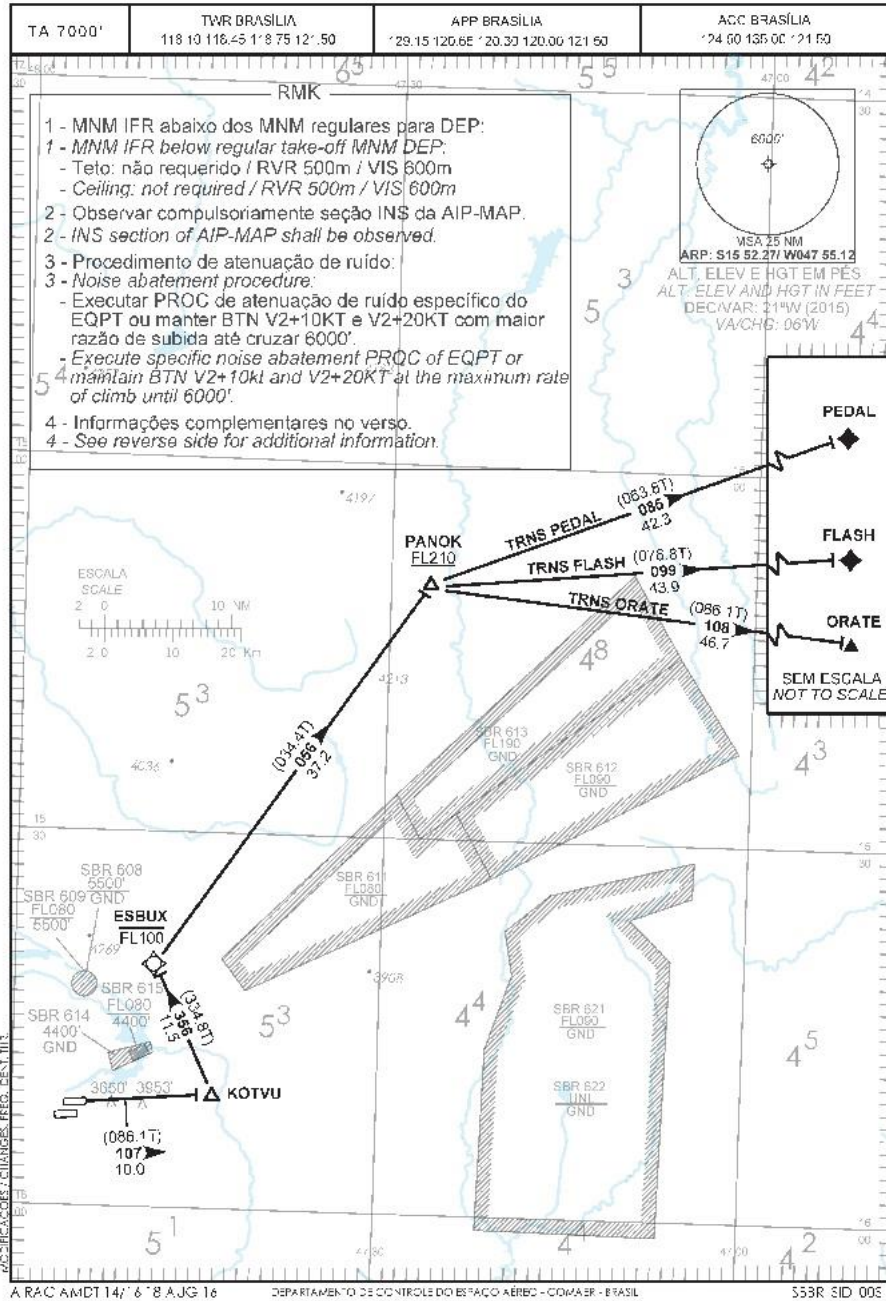 TA 7000'
TWR BRASÍLIA
118.10 118.45 118.75 121.50
APP BRASÍLIA
129.15 120.65 120.30 120.00 121.50
ACC BRASÍLIA
124.60 135.00 121.50
RMK
1 - MNM IFR abaixo dos MNM regulares para DEP:
1 - MNM IFR below regular take-off MNM DEP:
- Teto: não requerido / RVR 500m / VIS 600m
- Ceiling: not required / RVR 500m / VIS 600m
2 - Observar compulsoriamente seção INS da AIP-MAP.
2 - INS section of AIP-MAP shall be observed.
3 - Procedimento de atenuação de ruído:
3 - Noise abatement procedure:
- Executar PROC de atenuação de ruído específico do
EQPT ou manter BTN V2+10KT e V2+20KT com maior
razão de subida até cruzar 6000'.
- Execute specific noise abatement PROC of EQPT or
maintain BTN V2+10kt and V2+20KT at the maximum rate
of climb until 6000'.
4 - Informações complementares no verso.
4 - See reverse side for additional information.
MSA 25 NM
ARP: S15 52.27/ W047 55.12
ALT, ELEV E HGT EM PÉS
ALT, ELEV AND HGT IN FEET
DEC/VAR: 21°W (2015)
VA/CHG: 06'W
PEDAL
(063.8T)
TRNS PEDAL
085
42.3
4197
PANOK
FL210
FLASH
(076.8T)
TRNS FLASH
099
43.9
ESCALA
SCALE
2 0 10 NM
2 0 10 20 Km
ORATE
(086.1T)
TRNS ORATE
108
46.7
SEM ESCALA
NOT TO SCALE
4213
(034.4T)
056
37.2
4036
SBR 613
FL190
GND
SBR 612
FL090
GND
SBR 611
FL080
GND
SBR 608
5500'
GND
SBR 609
FL080
5500'
4269
ESBUX
FL100
SBR 615
FL080
4400'
SBR 614
4400'
GND
(334.8T)
356
11.5
3908
SBR 621
FL090
GND
SBR 622
UNL
GND
3650' 3953'
KOTVU
(086.1T)
107
10.0
A RAC AMDT 14/16 18 AUG 16
DEPARTAMENTO DE CONTROLE DO ESPAÇO AÉREO - COMAER - BRASIL